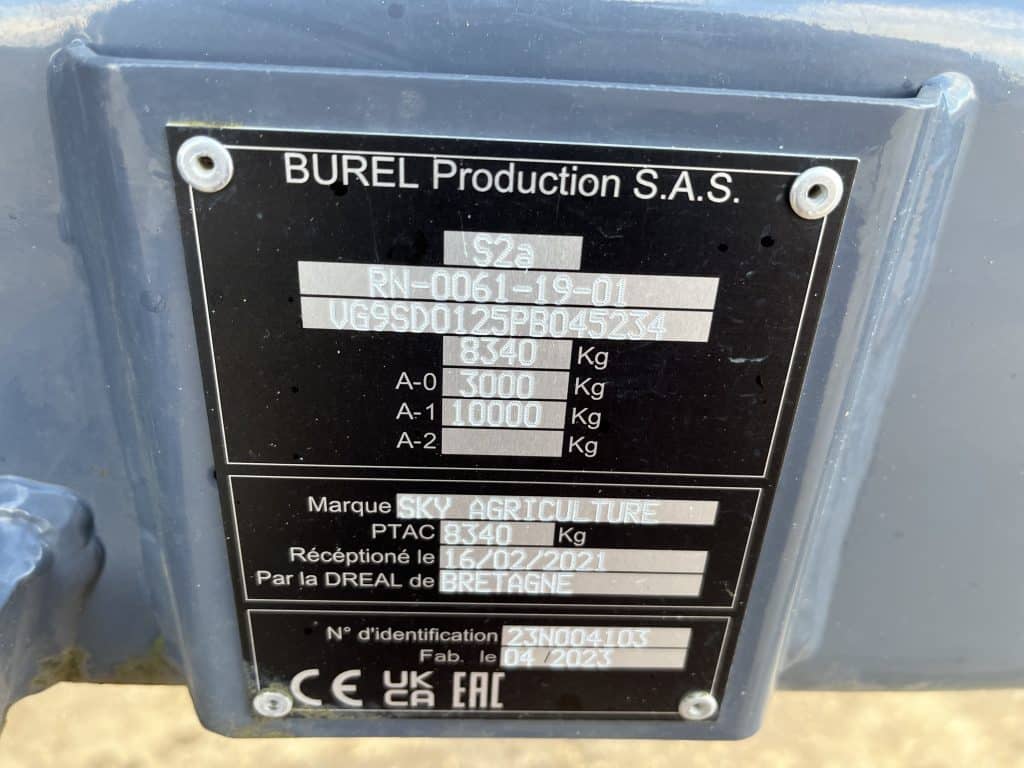 BUREL Production S.A.S.
S2a
RN-0061-19-01
VG9SD0125PB045234
8340 Kg
A-0 3000 Kg
A-1 10000 Kg
A-2 Kg
Marque SKY AGRICULTURE
PTAC 8340 Kg
Récéptioné le 16/02/2021
Par la DREAL de BRETAGNE
N° d'identification 23N004103
Fab. le 04/2023
CE UK CA EAC